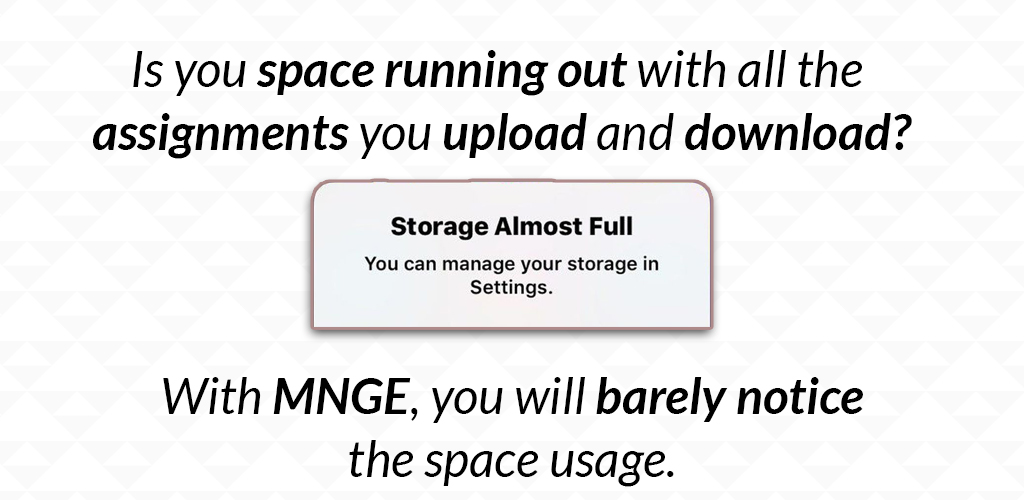 Is you space running out with all the
assignments you upload and download?
Storage Almost Full
You can manage your storage in
Settings.
With MNGE, you will barely notice
the space usage.